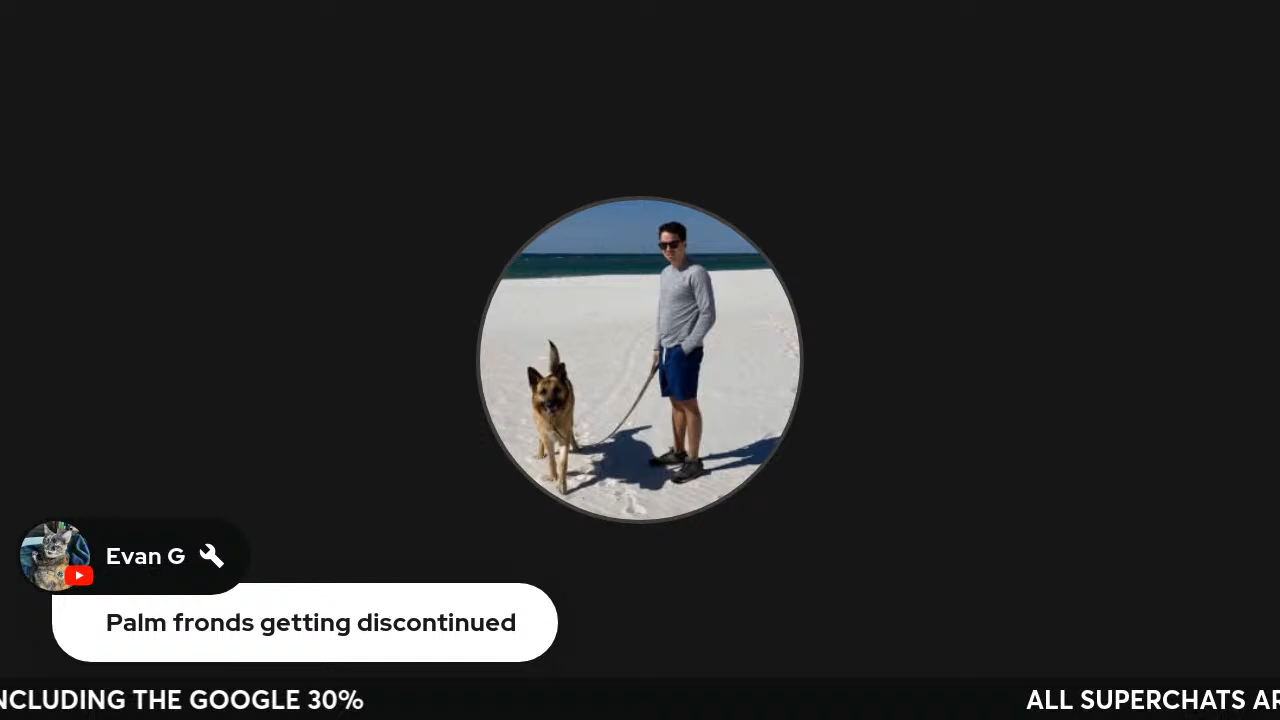 Evan G
Palm fronds getting discontinued
NCLUDING THE GOOGLE 30% ALL SUPERCHATS AR